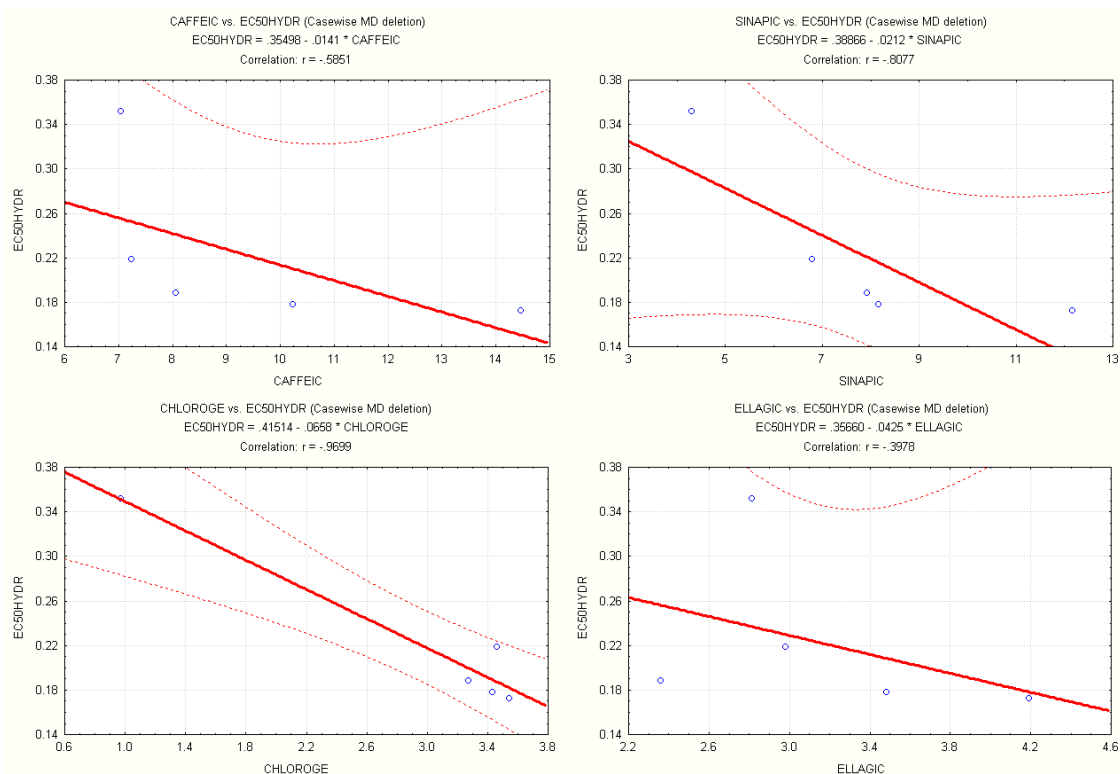 CAFFEIC vs. EC50HYDR (Casewise MD deletion)
EC50HYDR = .35498 - .0141 * CAFFEIC
Correlation: r = -.5851
0.38
0.34
0.30
0.26
0.22
0.18
0.14
EC50HYDR
6 7 8 9 10 11 12 13 14 15
CAFFEIC
SINAPIC vs. EC50HYDR (Casewise MD deletion)
EC50HYDR = .38866 - .0212 * SINAPIC
Correlation: r = -.8077
0.38
0.34
0.30
0.26
0.22
0.18
0.14
EC50HYDR
3 5 7 9 11 13
SINAPIC
CHLOROGE vs. EC50HYDR (Casewise MD deletion)
EC50HYDR = .41514 - .0658 * CHLOROGE
Correlation: r = -.9699
0.38
0.34
0.30
0.26
0.22
0.18
0.14
EC50HYDR
0.6 1.0 1.4 1.8 2.2 2.6 3.0 3.4 3.8
CHLOROGE
ELLAGIC vs. EC50HYDR (Casewise MD deletion)
EC50HYDR = .35660 - .0425 * ELLAGIC
Correlation: r = -.3978
0.38
0.34
0.30
0.26
0.22
0.18
0.14
EC50HYDR
2.2 2.6 3.0 3.4 3.8 4.2 4.6
ELLAGIC